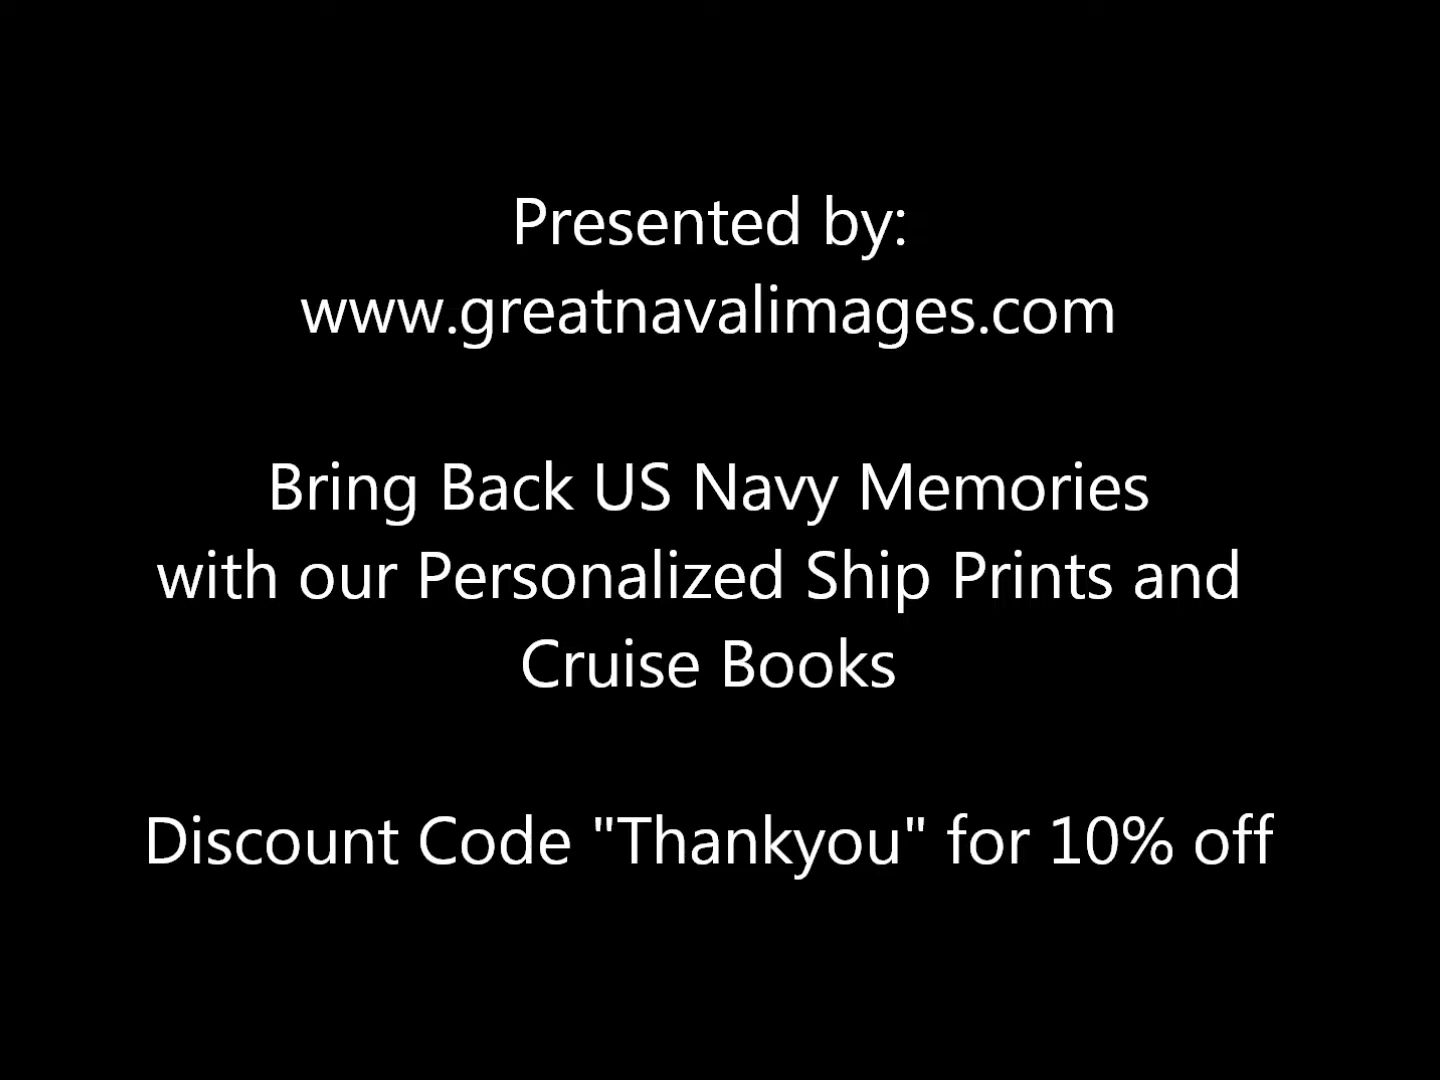 Presented by:
www.greatnavalimages.com
Bring Back US Navy Memories
with our Personalized Ship Prints and
Cruise Books
Discount Code "Thankyou" for 10% off